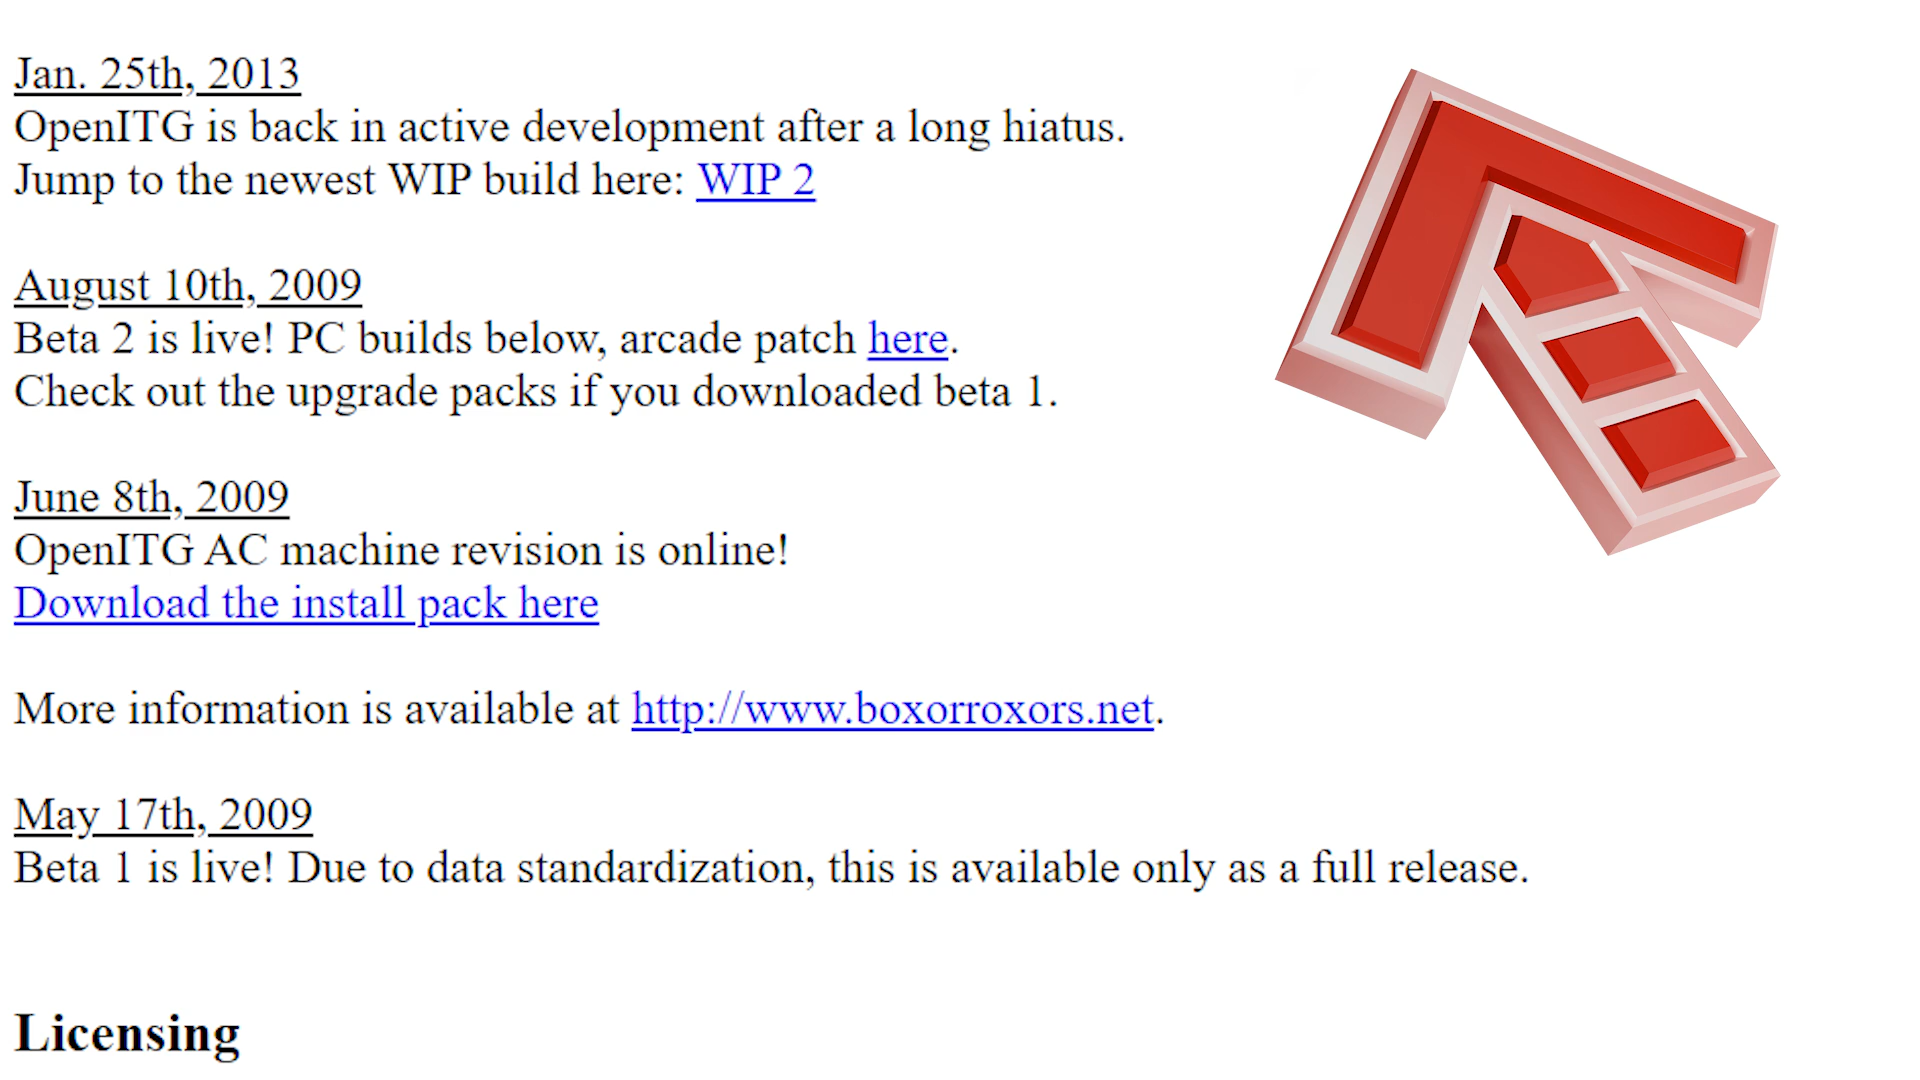 Jan. 25th, 2013
OpenITG is back in active development after a long hiatus.
Jump to the newest WIP build here: WIP 2
August 10th, 2009
Beta 2 is live! PC builds below, arcade patch here.
Check out the upgrade packs if you downloaded beta 1.
June 8th, 2009
OpenITG AC machine revision is online!
Download the install pack here
More information is available at http://www.boxorroxors.net.
May 17th, 2009
Beta 1 is live! Due to data standardization, this is available only as a full release.
Licensing